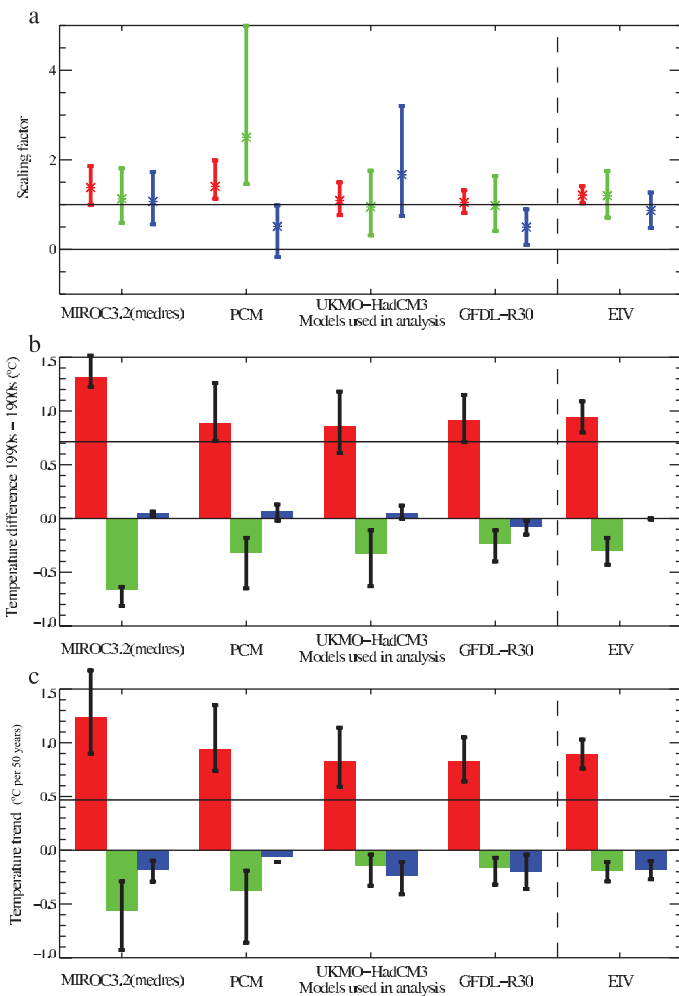 a
Scaling factor
4
2
0
MIROC3.2(medres)
PCM
UKMO−HadCM3
GFDL−R30
EIV
Models used in analysis
b
Temperature difference 1990s − 1900s (°C)
1.5
1.0
0.5
0.0
−0.5
−1.0
MIROC3.2(medres)
PCM
UKMO−HadCM3
GFDL−R30
EIV
Models used in analysis
c
Temperature trend (°C per 50 years)
1.5
1.0
0.5
0.0
−0.5
−1.0
MIROC3.2(medres)
PCM
UKMO−HadCM3
GFDL−R30
EIV
Models used in analysis